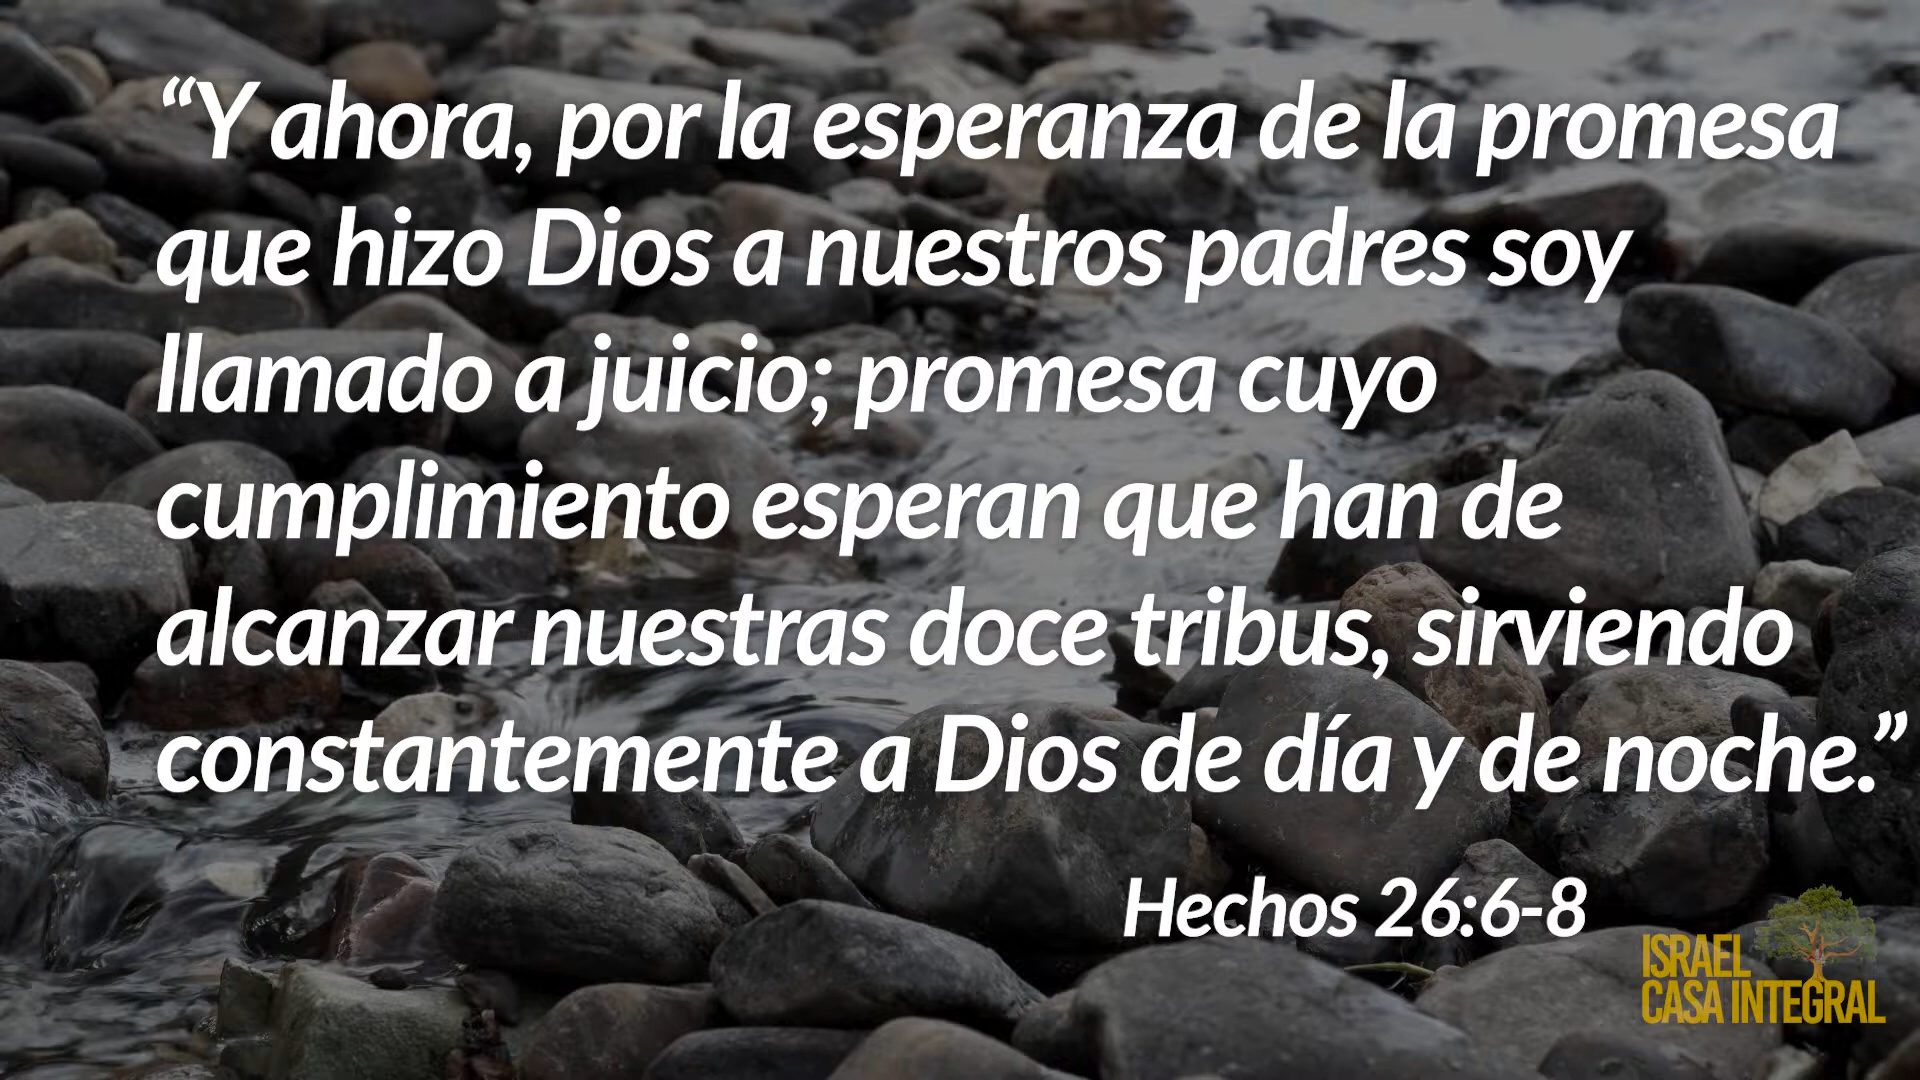 “Y ahora, por la esperanza de la promesa
que hizo Dios a nuestros padres soy
llamado a juicio; promesa cuyo
cumplimiento esperan que han de
alcanzar nuestras doce tribus, sirviendo
constantemente a Dios de día y de noche.”
Hechos 26:6-8
ISRAEL
CASA INTEGRAL